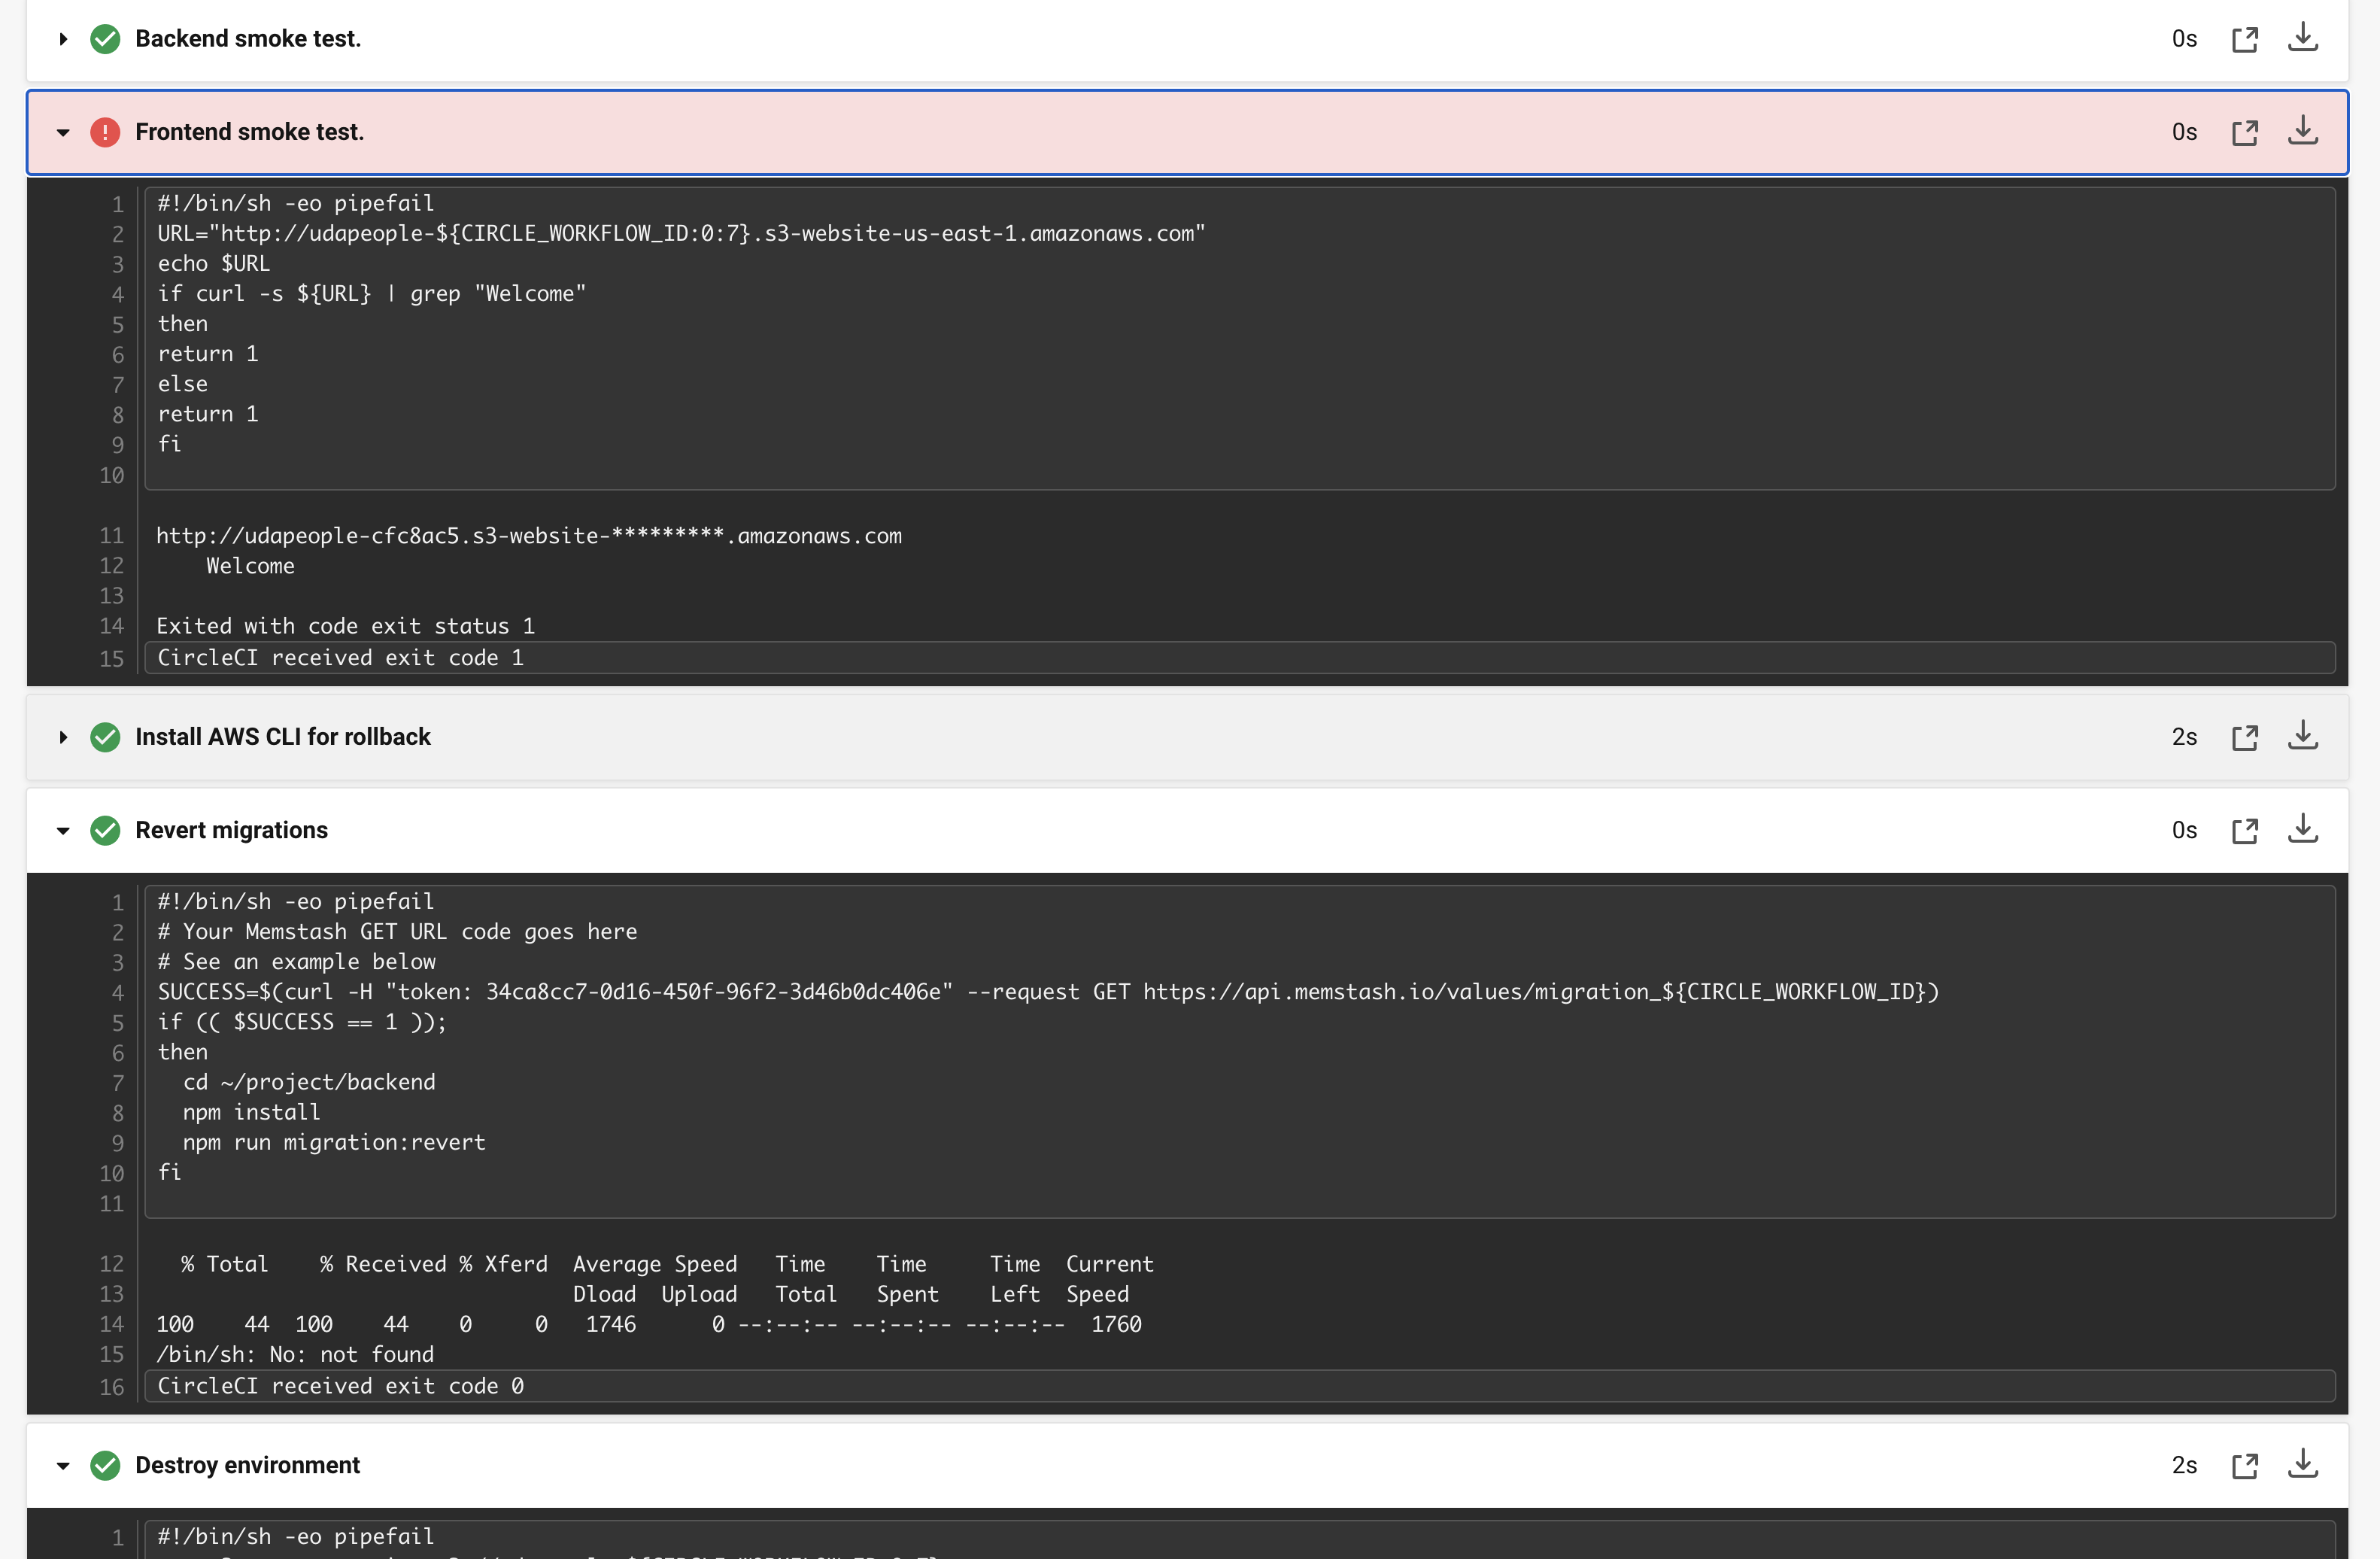 Backend smoke test.
0s
Frontend smoke test.
0s
1 #!/bin/sh -eo pipefail
2 URL="http://udapeople-${CIRCLE_WORKFLOW_ID:0:7}.s3-website-us-east-1.amazonaws.com"
3 echo $URL
4 if curl -s ${URL} | grep "Welcome"
5 then
6 return 1
7 else
8 return 1
9 fi
10
11 http://udapeople-cfc8ac5.s3-website-*********.amazonaws.com
12     Welcome
13
14 Exited with code exit status 1
15 CircleCI received exit code 1
Install AWS CLI for rollback
2s
Revert migrations
0s
1 #!/bin/sh -eo pipefail
2 # Your Memstash GET URL code goes here
3 # See an example below
4 SUCCESS=$(curl -H "token: 34ca8cc7-0d16-450f-96f2-3d46b0dc406e" --request GET https://api.memstash.io/values/migration_${CIRCLE_WORKFLOW_ID})
5 if (( $SUCCESS == 1 ));
6 then
7   cd ~/project/backend
8   npm install
9   npm run migration:revert
10 fi
11
12   % Total    % Received % Xferd  Average Speed   Time    Time     Time  Current
13                                  Dload  Upload   Total   Spent    Left  Speed
14 100    44  100    44    0     0   1746      0 --:--:-- --:--:-- --:--:--  1760
15 /bin/sh: No: not found
16 CircleCI received exit code 0
Destroy environment
2s
1 #!/bin/sh -eo pipefail